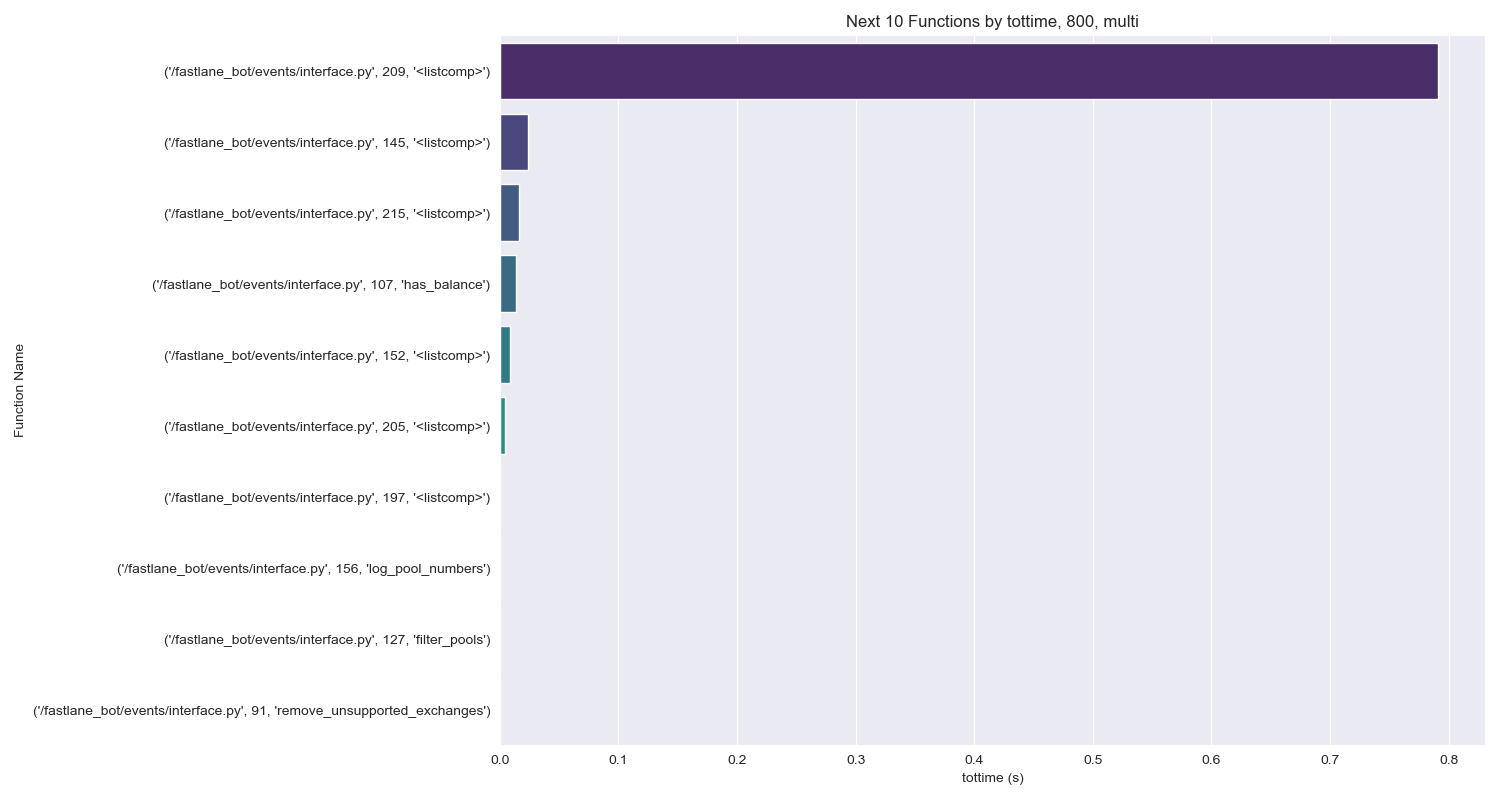 Next 10 Functions by tottime, 800, multi
('/fastlane_bot/events/interface.py', 209, '<listcomp>')
('/fastlane_bot/events/interface.py', 145, '<listcomp>')
('/fastlane_bot/events/interface.py', 215, '<listcomp>')
('/fastlane_bot/events/interface.py', 107, 'has_balance')
('/fastlane_bot/events/interface.py', 152, '<listcomp>')
('/fastlane_bot/events/interface.py', 205, '<listcomp>')
('/fastlane_bot/events/interface.py', 197, '<listcomp>')
('/fastlane_bot/events/interface.py', 156, 'log_pool_numbers')
('/fastlane_bot/events/interface.py', 127, 'filter_pools')
('/fastlane_bot/events/interface.py', 91, 'remove_unsupported_exchanges')
Function Name
0.0 0.1 0.2 0.3 0.4 0.5 0.6 0.7 0.8
tottime (s)